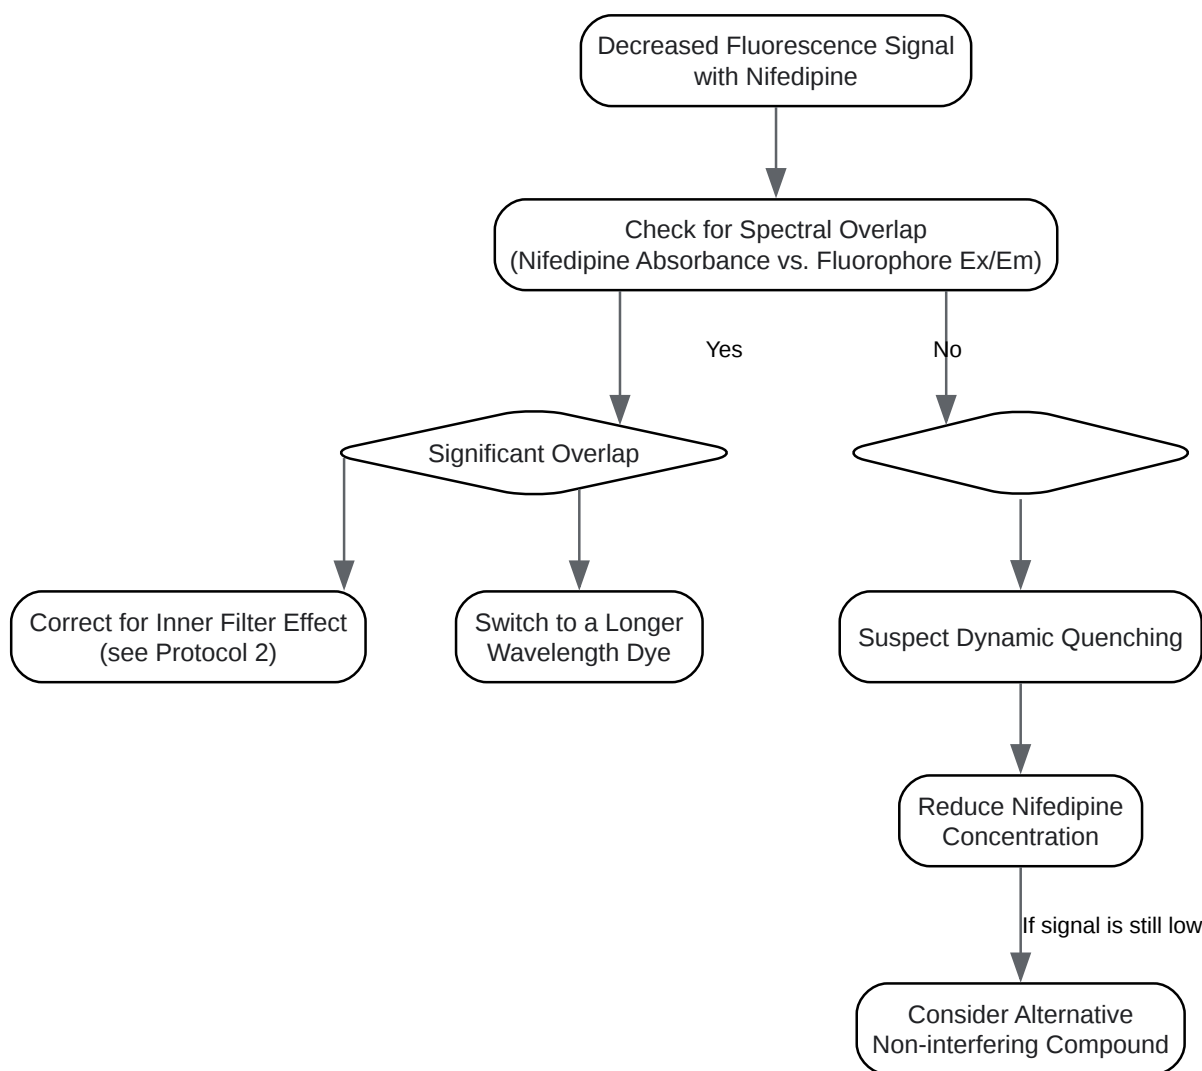 Decreased Fluorescence Signal
with Nifedipine
Check for Spectral Overlap
(Nifedipine Absorbance vs. Fluorophore Ex/Em)
Yes
No
Significant Overlap
Correct for Inner Filter Effect
(see Protocol 2)
Switch to a Longer
Wavelength Dye
Suspect Dynamic Quenching
Reduce Nifedipine
Concentration
If signal is still low
Consider Alternative
Non-interfering Compound